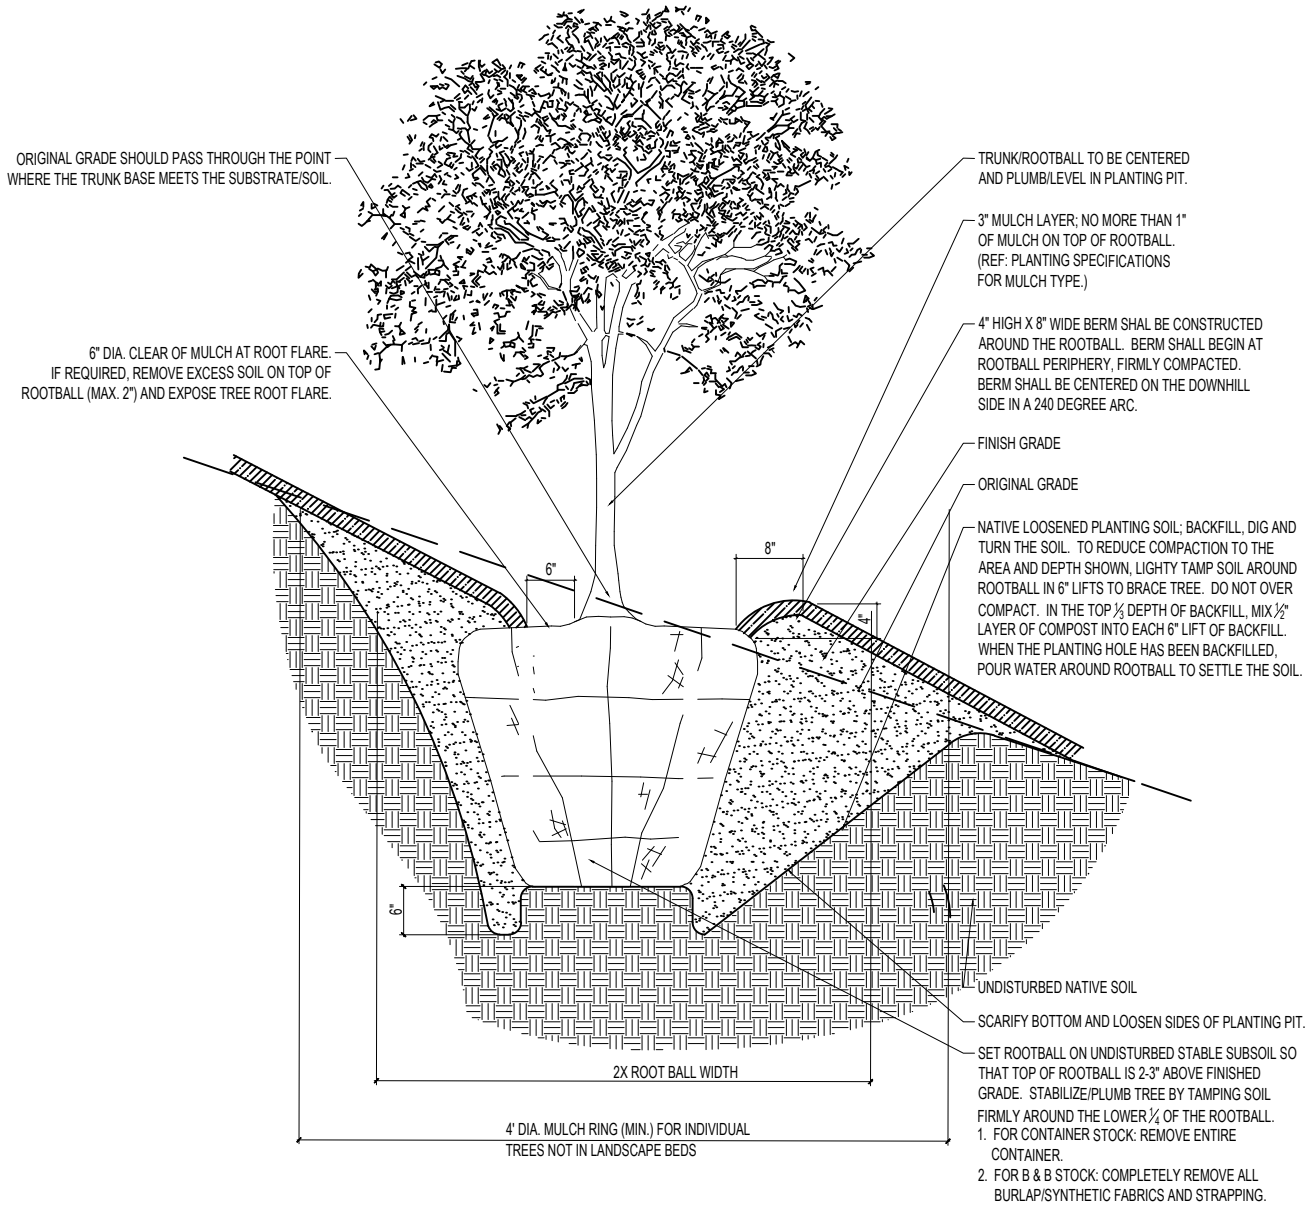 ORIGINAL GRADE SHOULD PASS THROUGH THE POINT
WHERE THE TRUNK BASE MEETS THE SUBSTRATE/SOIL.
6" DIA. CLEAR OF MULCH AT ROOT FLARE.
IF REQUIRED, REMOVE EXCESS SOIL ON TOP OF
ROOTBALL (MAX. 2") AND EXPOSE TREE ROOT FLARE.
TRUNK/ROOTBALL TO BE CENTERED
AND PLUMB/LEVEL IN PLANTING PIT.
3" MULCH LAYER; NO MORE THAN 1"
OF MULCH ON TOP OF ROOTBALL.
(REF: PLANTING SPECIFICATIONS
FOR MULCH TYPE.)
4" HIGH X 8" WIDE BERM SHAL BE CONSTRUCTED
AROUND THE ROOTBALL. BERM SHALL BEGIN AT
ROOTBALL PERIPHERY, FIRMLY COMPACTED.
BERM SHALL BE CENTERED ON THE DOWNHILL
SIDE IN A 240 DEGREE ARC.
FINISH GRADE
ORIGINAL GRADE
NATIVE LOOSENED PLANTING SOIL; BACKFILL, DIG AND
TURN THE SOIL. TO REDUCE COMPACTION TO THE
AREA AND DEPTH SHOWN, LIGHTY TAMP SOIL AROUND
ROOTBALL IN 6" LIFTS TO BRACE TREE. DO NOT OVER
COMPACT. IN THE TOP 1/3 DEPTH OF BACKFILL, MIX 1/2"
LAYER OF COMPOST INTO EACH 6" LIFT OF BACKFILL.
WHEN THE PLANTING HOLE HAS BEEN BACKFILLED,
POUR WATER AROUND ROOTBALL TO SETTLE THE SOIL.
6"
8"
4"
6"
UNDISTURBED NATIVE SOIL
SCARIFY BOTTOM AND LOOSEN SIDES OF PLANTING PIT.
SET ROOTBALL ON UNDISTURBED STABLE SUBSOIL SO
THAT TOP OF ROOTBALL IS 2-3" ABOVE FINISHED
GRADE. STABILIZE/PLUMB TREE BY TAMPING SOIL
FIRMLY AROUND THE LOWER 1/4 OF THE ROOTBALL.
1. FOR CONTAINER STOCK: REMOVE ENTIRE
CONTAINER.
2. FOR B & B STOCK: COMPLETELY REMOVE ALL
BURLAP/SYNTHETIC FABRICS AND STRAPPING.
2X ROOT BALL WIDTH
4' DIA. MULCH RING (MIN.) FOR INDIVIDUAL
TREES NOT IN LANDSCAPE BEDS